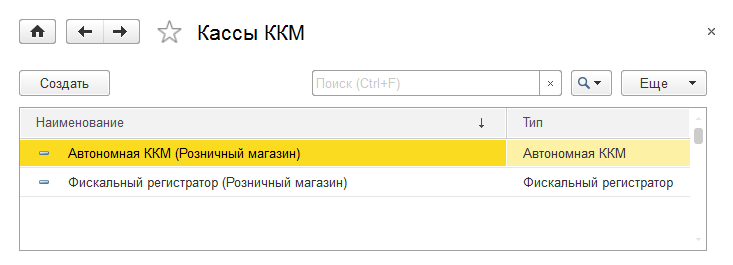 Кассы ККМ
Создать Поиск (Ctrl+F) Еще
Наименование Тип
Автономная ККМ (Розничный магазин) Автономная ККМ
Фискальный регистратор (Розничный магазин) Фискальный регистратор